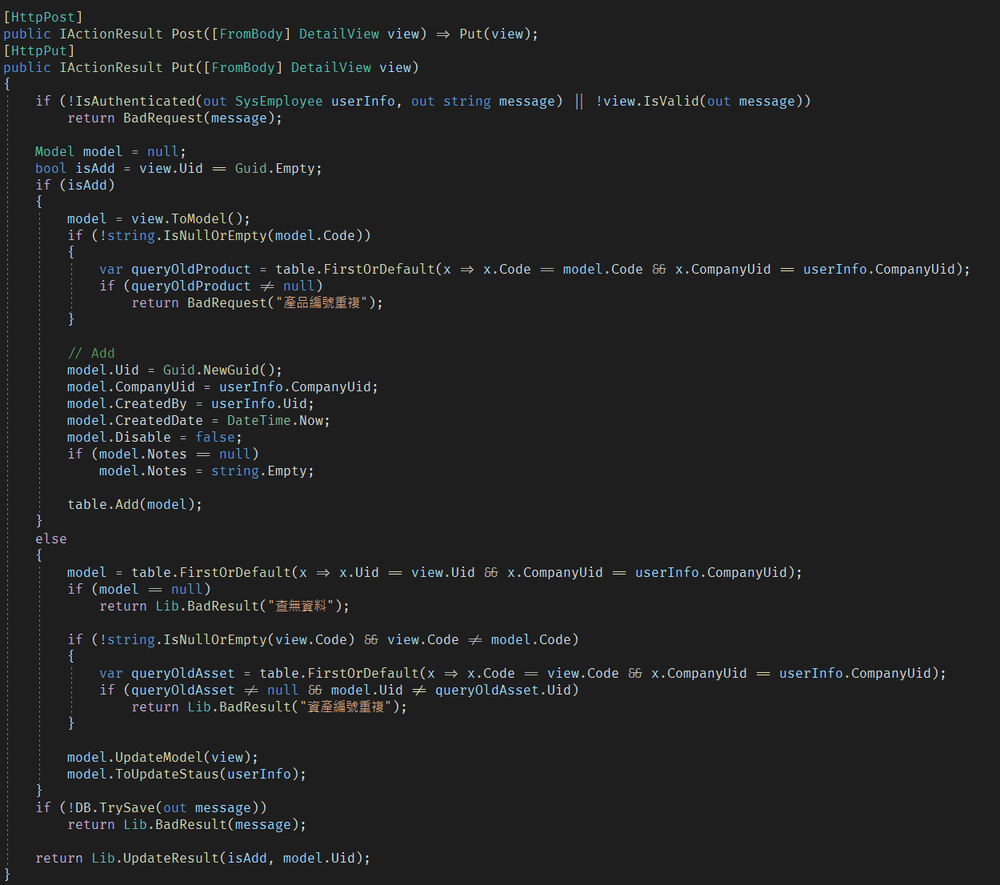 [HttpPost]
public IActionResult Post([FromBody] DetailView view) => Put(view);
[HttpPut]
public IActionResult Put([FromBody] DetailView view)
{
if (!IsAuthenticated(out SysEmployee userInfo, out string message) || !view.IsValid(out message))
return BadRequest(message);
Model model = null;
bool isAdd = view.Uid == Guid.Empty;
if (isAdd)
{
model = view.ToModel();
if (!string.IsNullOrEmpty(model.Code))
{
var queryOldProduct = table.FirstOrDefault(x => x.Code == model.Code && x.CompanyUid == userInfo.CompanyUid);
if (queryOldProduct != null)
return BadRequest("產品編號重複");
}
// Add
model.Uid = Guid.NewGuid();
model.CompanyUid = userInfo.CompanyUid;
model.CreatedBy = userInfo.Uid;
model.CreatedDate = DateTime.Now;
model.Disable = false;
if (model.Notes == null)
model.Notes = string.Empty;
table.Add(model);
}
else
{
model = table.FirstOrDefault(x => x.Uid == view.Uid && x.CompanyUid == userInfo.CompanyUid);
if (model == null)
return Lib.BadResult("查無資料");
if (!string.IsNullOrEmpty(view.Code) && view.Code != model.Code)
{
var queryOldAsset = table.FirstOrDefault(x => x.Code == view.Code && x.CompanyUid == userInfo.CompanyUid);
if (queryOldAsset != null && model.Uid != queryOldAsset.Uid)
return Lib.BadResult("資產編號重複");
}
model.UpdateModel(view);
model.ToUpdateStaus(userInfo);
}
if (!DB.TrySave(out message))
return Lib.BadResult(message);
return Lib.UpdateResult(isAdd, model.Uid);
}